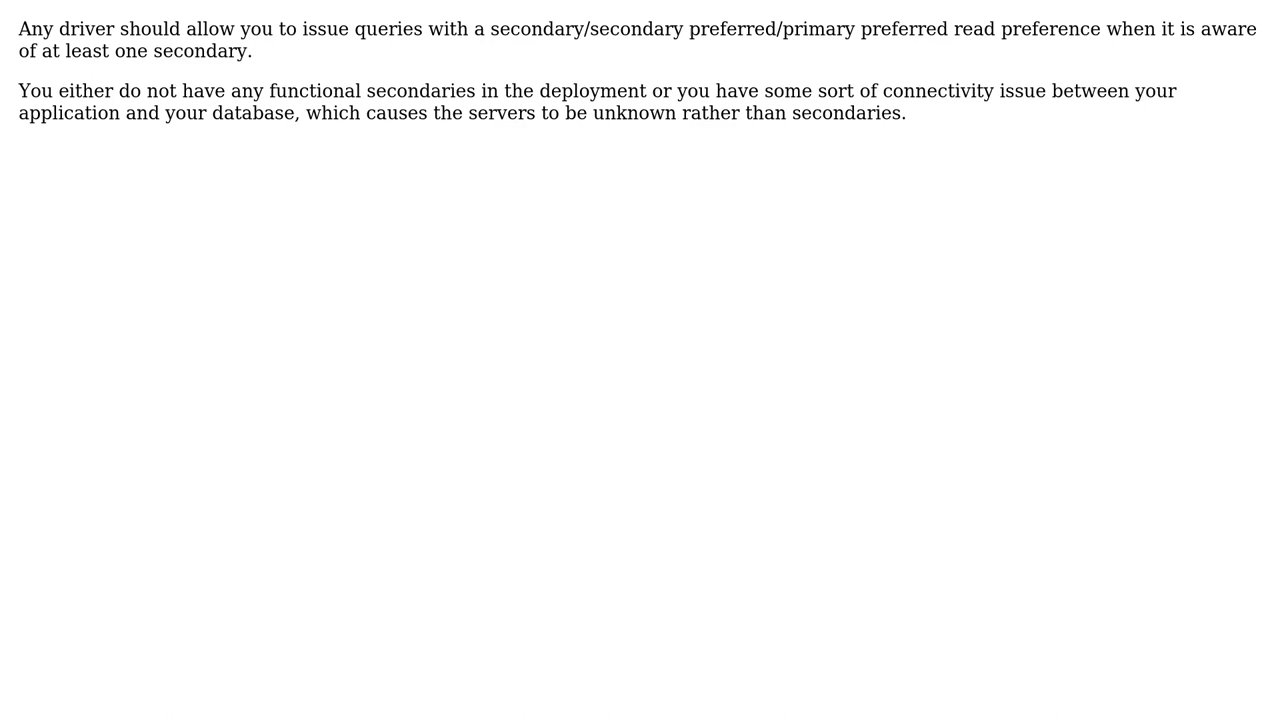 Any driver should allow you to issue queries with a secondary/secondary preferred/primary preferred read preference when it is aware
of at least one secondary.
You either do not have any functional secondaries in the deployment or you have some sort of connectivity issue between your
application and your database, which causes the servers to be unknown rather than secondaries.